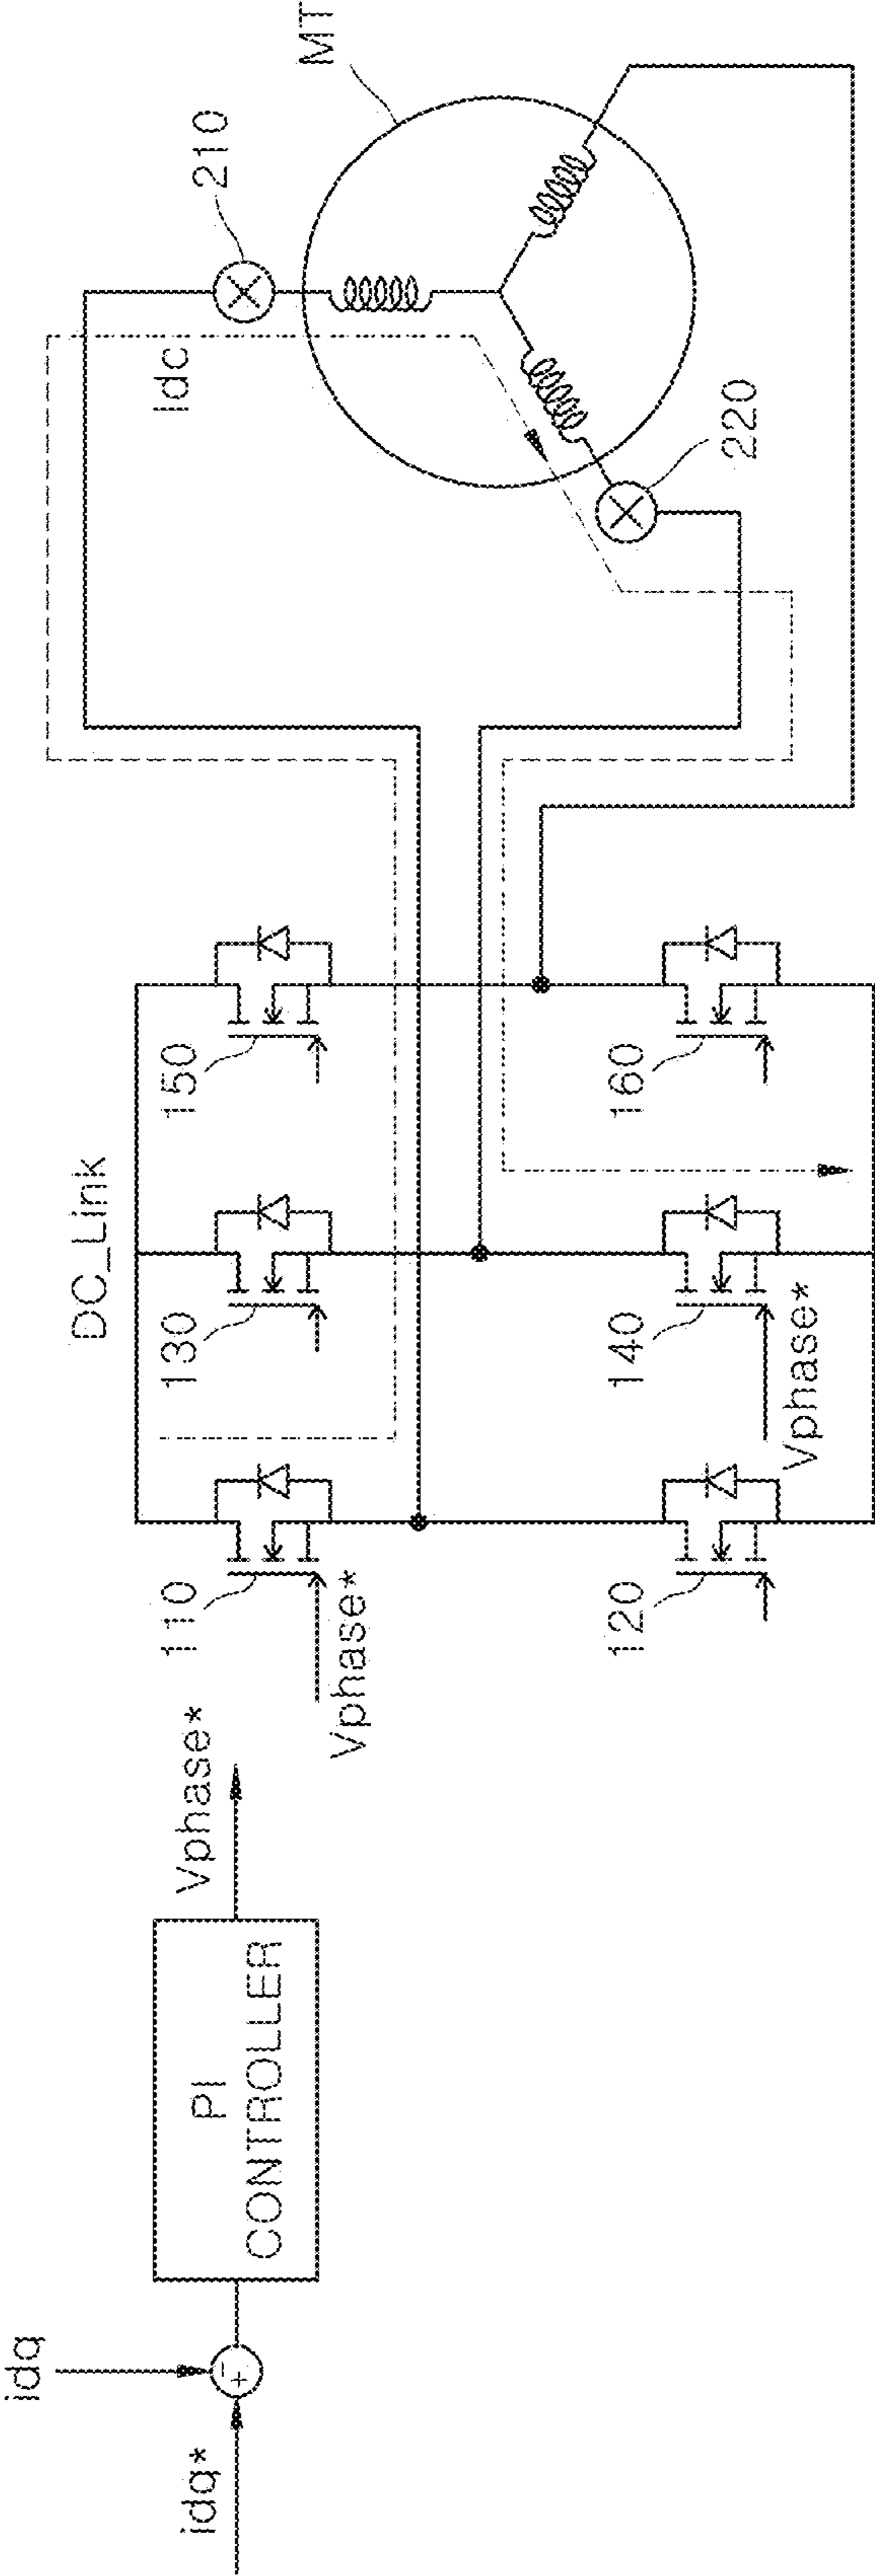 idq
idq*
+
-
PI
CONTROLLER
Vphase*
DC_Link
110
Vphase*
130
150
120
140
Vphase*
160
Idc
210
220
MT